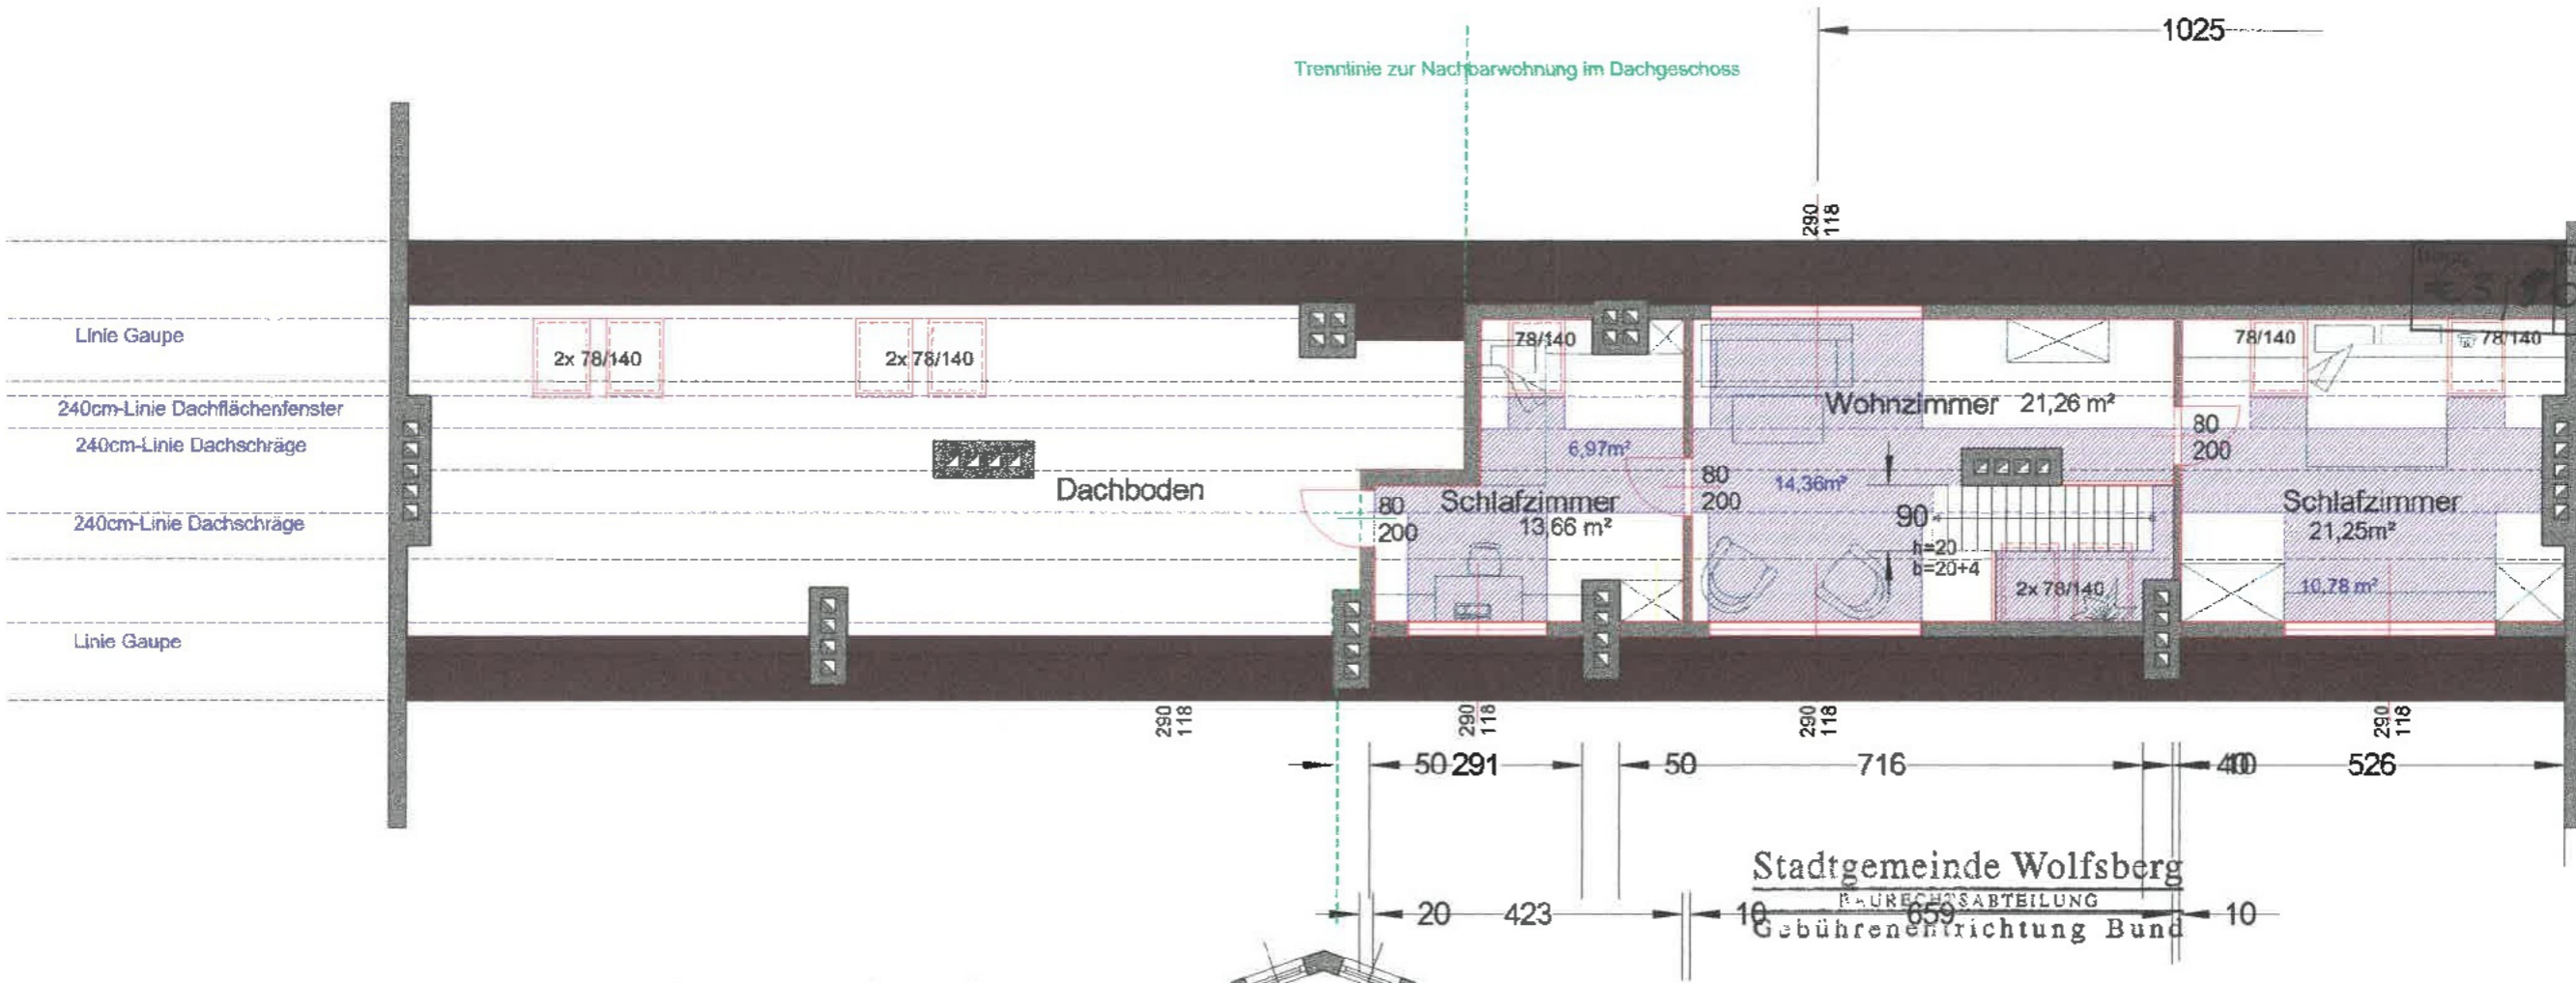 1025
Trennlinie zur Nachbarwohnung im Dachgeschoss
290
118
Linie Gaupe
2x 78/140
2x 78/140
78/140
78/140
78/140
240cm-Linie Dachflächenfenster
Wohnzimmer 21,26 m²
240cm-Linie Dachschräge
6,97m²
80
200
80
200
14,36m²
Dachboden
80
200
Schlafzimmer
13,66 m²
90
Schlafzimmer
21,25m²
240cm-Linie Dachschräge
h=20
b=20+4
2x 78/140
10,78 m²
Linie Gaupe
290
118
290
118
290
118
290
118
50 291
50
716
40
10
526
Stadtgemeinde Wolfsberg
BAURECHTSABTEILUNG
20
423
10
659
10
Gebührenentrichtung Bund